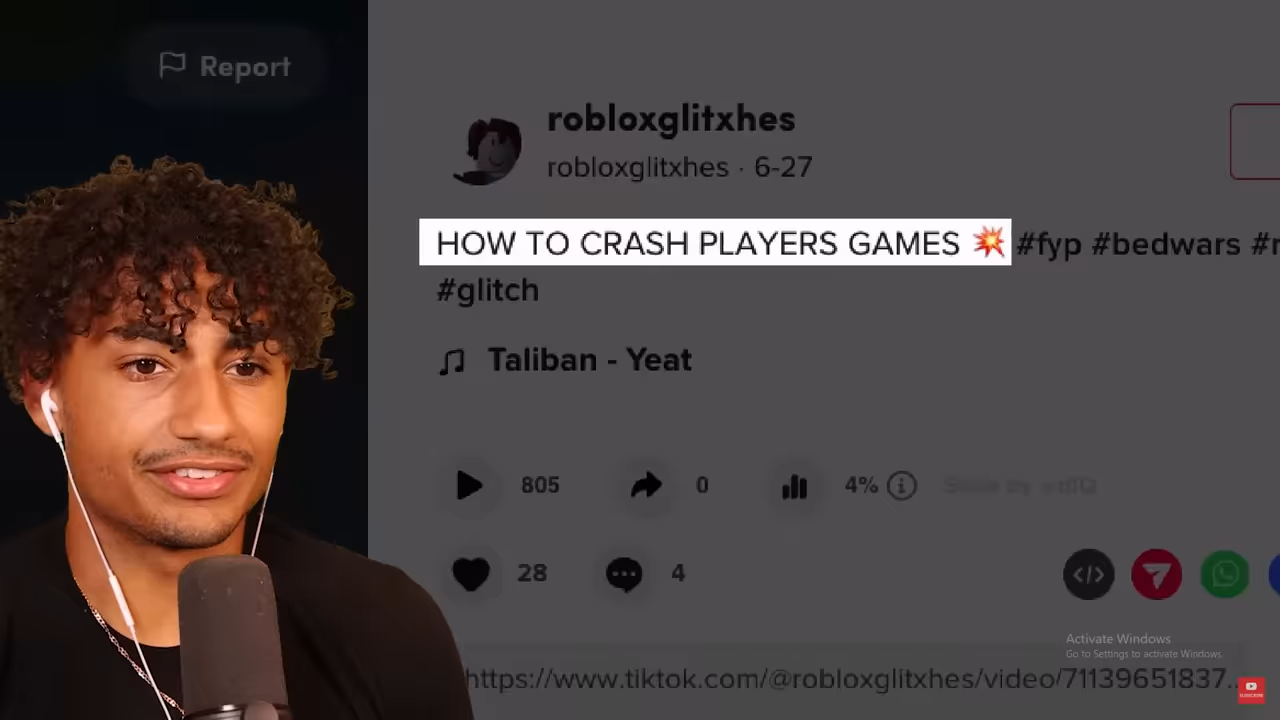 Report
robloxglitxhes
robloxglitxhes · 6-27
HOW TO CRASH PLAYERS GAMES 💥 #fyp #bedwars
#glitch
Taliban - Yeat
805
0
4%
28
4
Activate Windows
Go to Settings to activate Windows.
https://www.tiktok.com/@robloxglitxhes/video/71139651837...
SUBSCRIBE